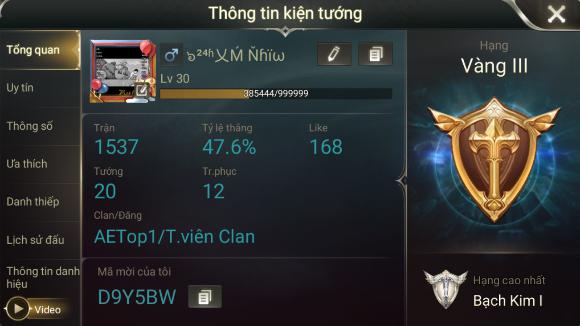 Thông tin kiện tướng
Tổng quan
Uy tín
Thông số
Ưa thích
Danh thiếp
Lịch sử đấu
Thông tin danh hiệu
Video
Lv 30
385444/999999
Trận
Tỷ lệ thắng
Like
1537
47.6%
168
Tướng
Tr.phục
20
12
Clan/Đăng
AETop1/T.viên Clan
Mã mời của tôi
D9Y5BW
Hạng
Vàng III
Hạng cao nhất
Bạch Kim I